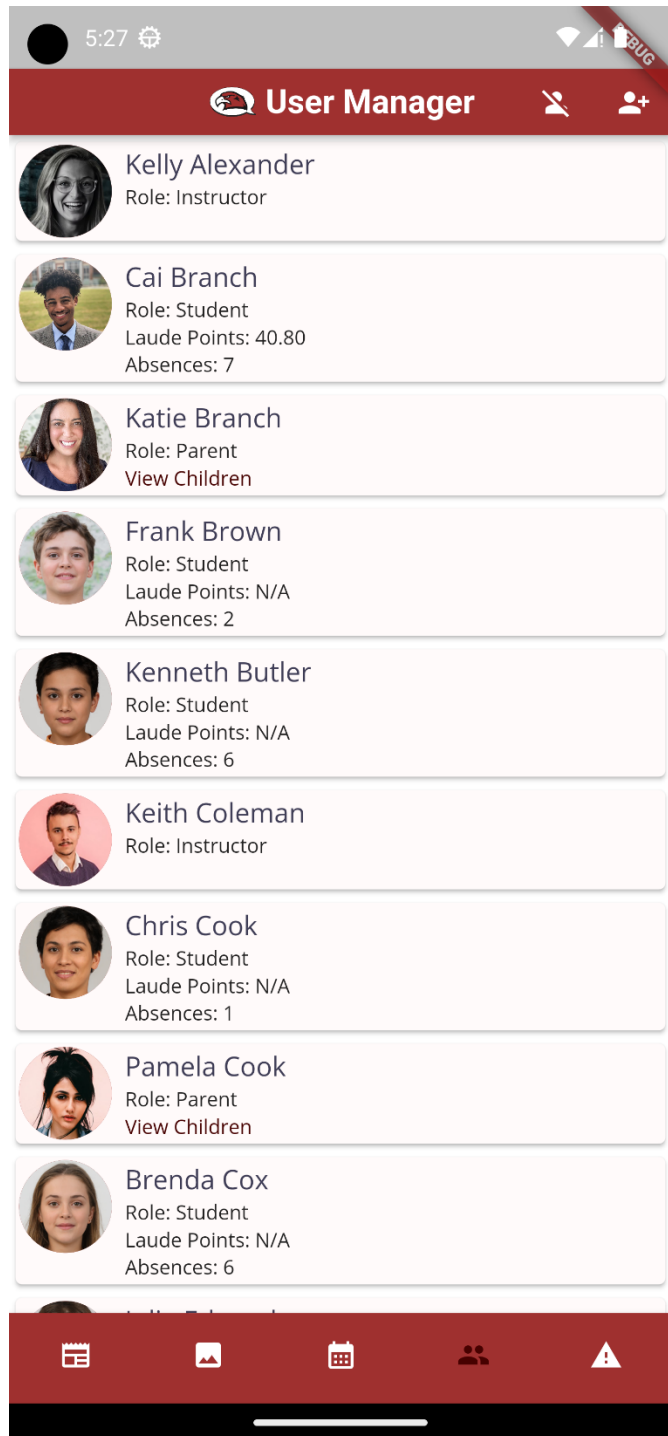 5:27
DEBUG
User Manager
Kelly Alexander
Role: Instructor
Cai Branch
Role: Student
Laude Points: 40.80
Absences: 7
Katie Branch
Role: Parent
View Children
Frank Brown
Role: Student
Laude Points: N/A
Absences: 2
Kenneth Butler
Role: Student
Laude Points: N/A
Absences: 6
Keith Coleman
Role: Instructor
Chris Cook
Role: Student
Laude Points: N/A
Absences: 1
Pamela Cook
Role: Parent
View Children
Brenda Cox
Role: Student
Laude Points: N/A
Absences: 6